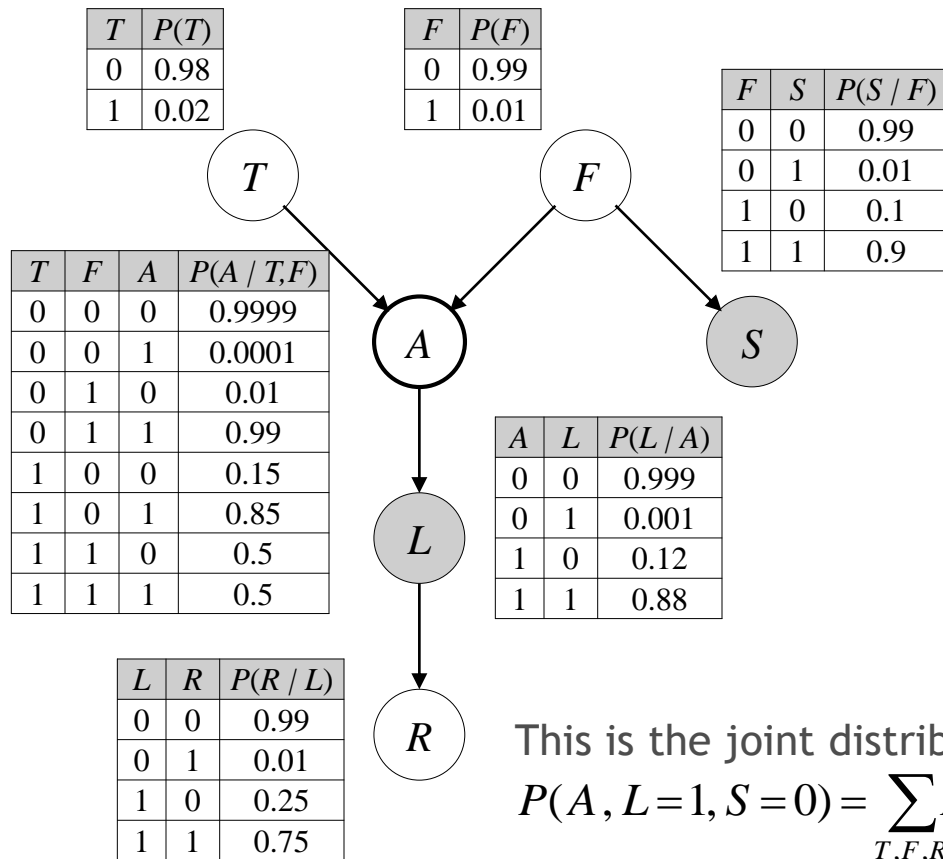 T P(T)
0 0.98
1 0.02
F P(F)
0 0.99
1 0.01
F S P(S / F)
0 0 0.99
0 1 0.01
1 0 0.1
1 1 0.9
T
F
T F A P(A / T,F)
0 0 0 0.9999
0 0 1 0.0001
0 1 0 0.01
0 1 1 0.99
1 0 0 0.15
1 0 1 0.85
1 1 0 0.5
1 1 1 0.5
A
S
A L P(L / A)
0 0 0.999
0 1 0.001
1 0 0.12
1 1 0.88
L
L R P(R / L)
0 0 0.99
0 1 0.01
1 0 0.25
1 1 0.75
R
This is the joint distrib
P(A, L=1, S=0) = ∑
T,F,R